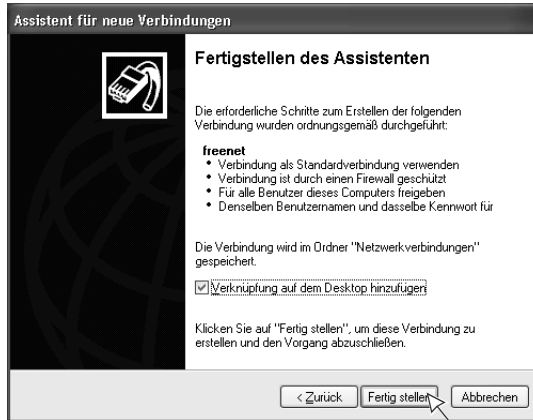 Assistent für neue Verbindungen
Fertigstellen des Assistenten
Die erforderliche Schritte zum Erstellen der folgenden
Verbindung wurden ordnungsgemäß durchgeführt:
freenet
• Verbindung als Standardverbindung verwenden
• Verbindung ist durch einen Firewall geschützt
• Für alle Benutzer dieses Computers freigeben
• Denselben Benutzernamen und dasselbe Kennwort für
Die Verbindung wird im Ordner "Netzwerkverbindungen"
gespeichert.
Verknüpfung auf dem Desktop hinzufügen
Klicken Sie auf "Fertig stellen", um diese Verbindung zu
erstellen und den Vorgang abzuschließen.
< Zurück Fertig stellen Abbrechen